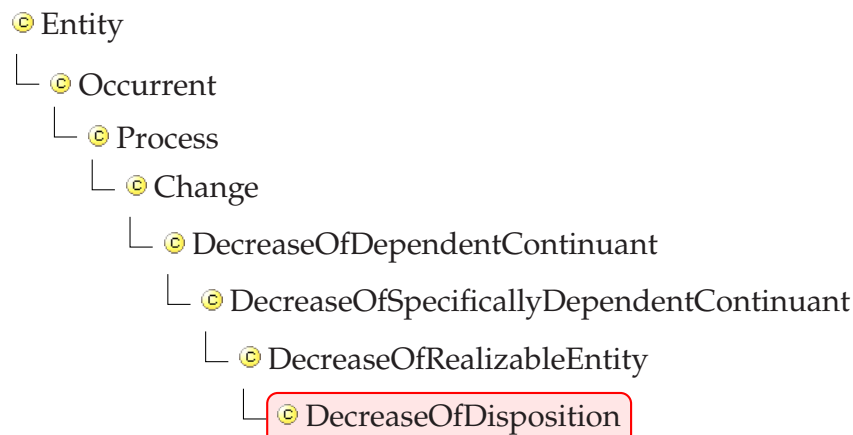 Entity
Occurrent
Process
Change
DecreaseOfDependentContinuant
DecreaseOfSpecificallyDependentContinuant
DecreaseOfRealizableEntity
DecreaseOfDisposition